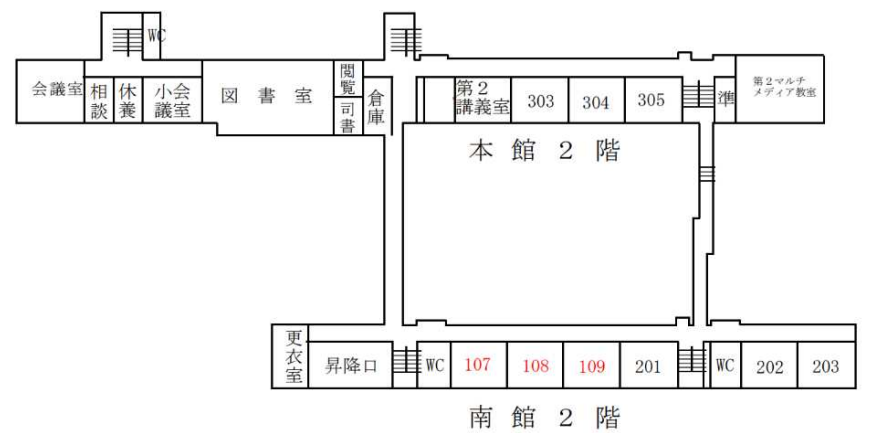 WC
会議室
相談
休養
小会議室
図書室
閲覧
司書
倉庫
第２講義室
303
304
305
準
第２マルチメディア教室
本館２階
更衣室
昇降口
WC
107
108
109
201
WC
202
203
南館２階